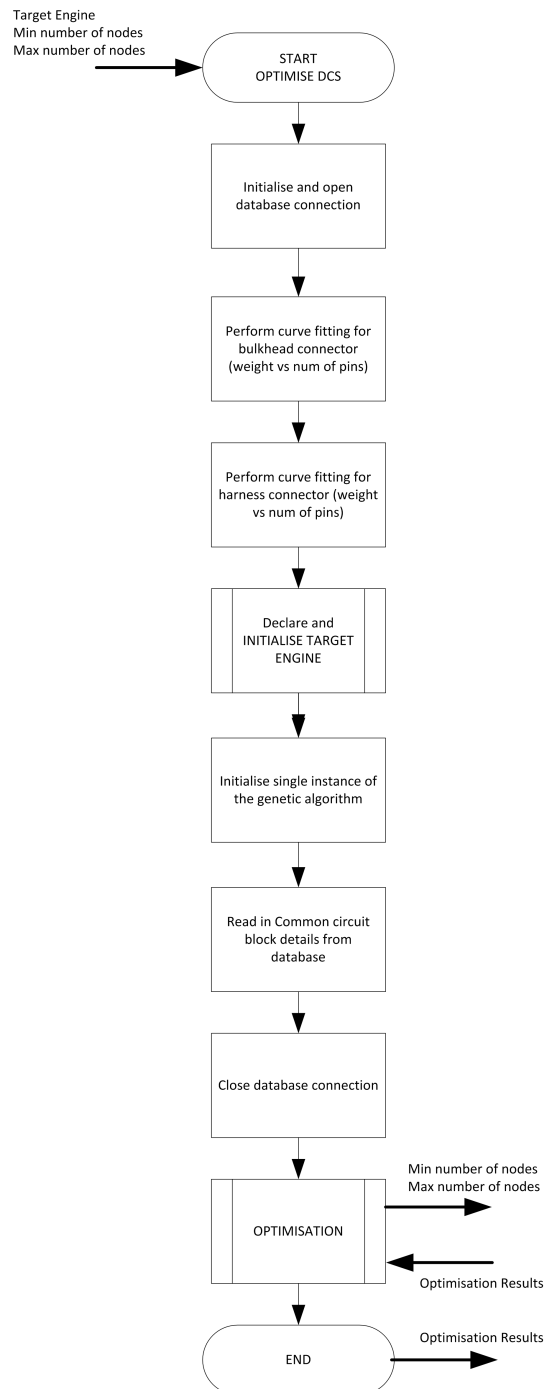 Target Engine
Min number of nodes
Max number of nodes
START
OPTIMISE DCS
Initialise and open
database connection
Perform curve fitting for
bulkhead connector
(weight vs num of pins)
Perform curve fitting for
harness connector (weight
vs num of pins)
Declare and
INITIALISE TARGET
ENGINE
Initialise single instance of
the genetic algorithm
Read in Common circuit
block details from
database
Close database connection
Min number of nodes
Max number of nodes
OPTIMISATION
Optimisation Results
Optimisation Results
END